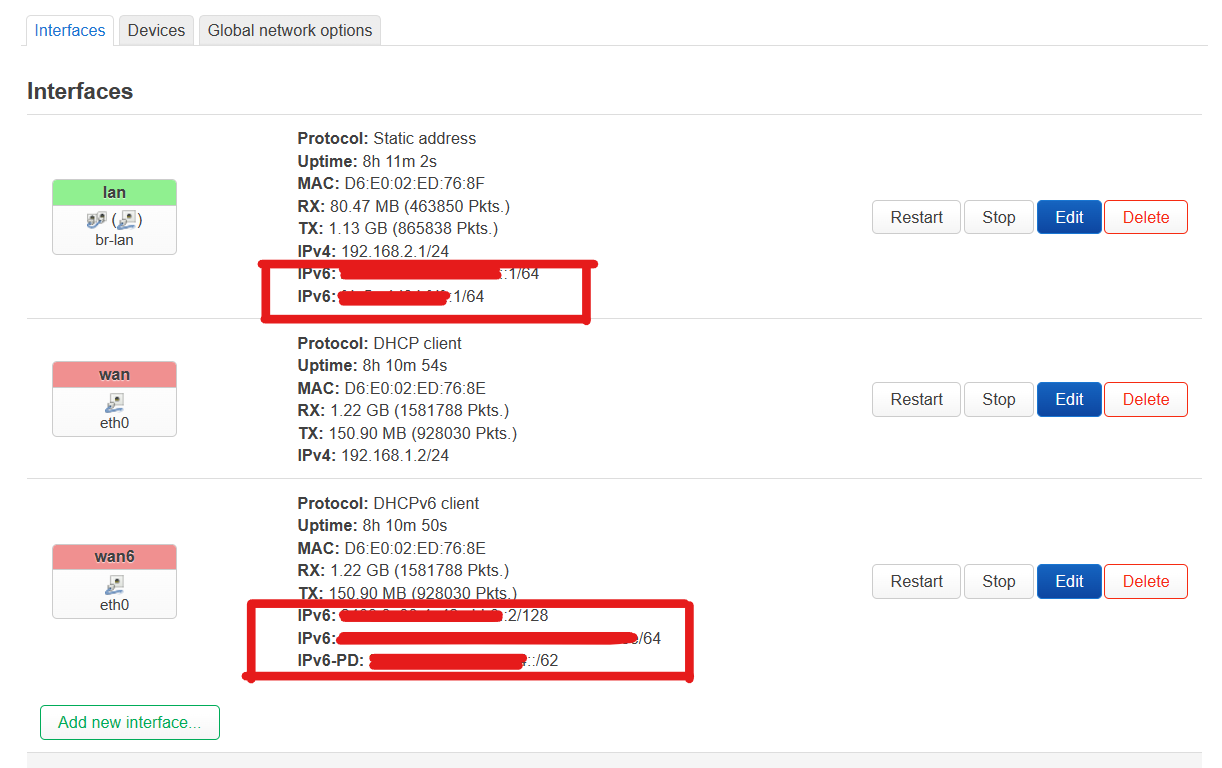 Interfaces
Devices
Global network options
Interfaces
Protocol: Static address
Uptime: 8h 11m 2s
MAC: D6:E0:02:ED:76:8F
RX: 80.47 MB (463850 Pkts.)
TX: 1.13 GB (865838 Pkts.)
IPv4: 192.168.2.1/24
IPv6: ::1/64
IPv6: :1/64
lan
br-lan
Restart
Stop
Edit
Delete
Protocol: DHCP client
Uptime: 8h 10m 54s
MAC: D6:E0:02:ED:76:8E
RX: 1.22 GB (1581788 Pkts.)
TX: 150.90 MB (928030 Pkts.)
IPv4: 192.168.1.2/24
wan
eth0
Restart
Stop
Edit
Delete
Protocol: DHCPv6 client
Uptime: 8h 10m 50s
MAC: D6:E0:02:ED:76:8E
RX: 1.22 GB (1581788 Pkts.)
TX: 150.90 MB (928030 Pkts.)
IPv6: ::2/128
IPv6: /64
IPv6-PD: ::/62
wan6
eth0
Restart
Stop
Edit
Delete
Add new interface...